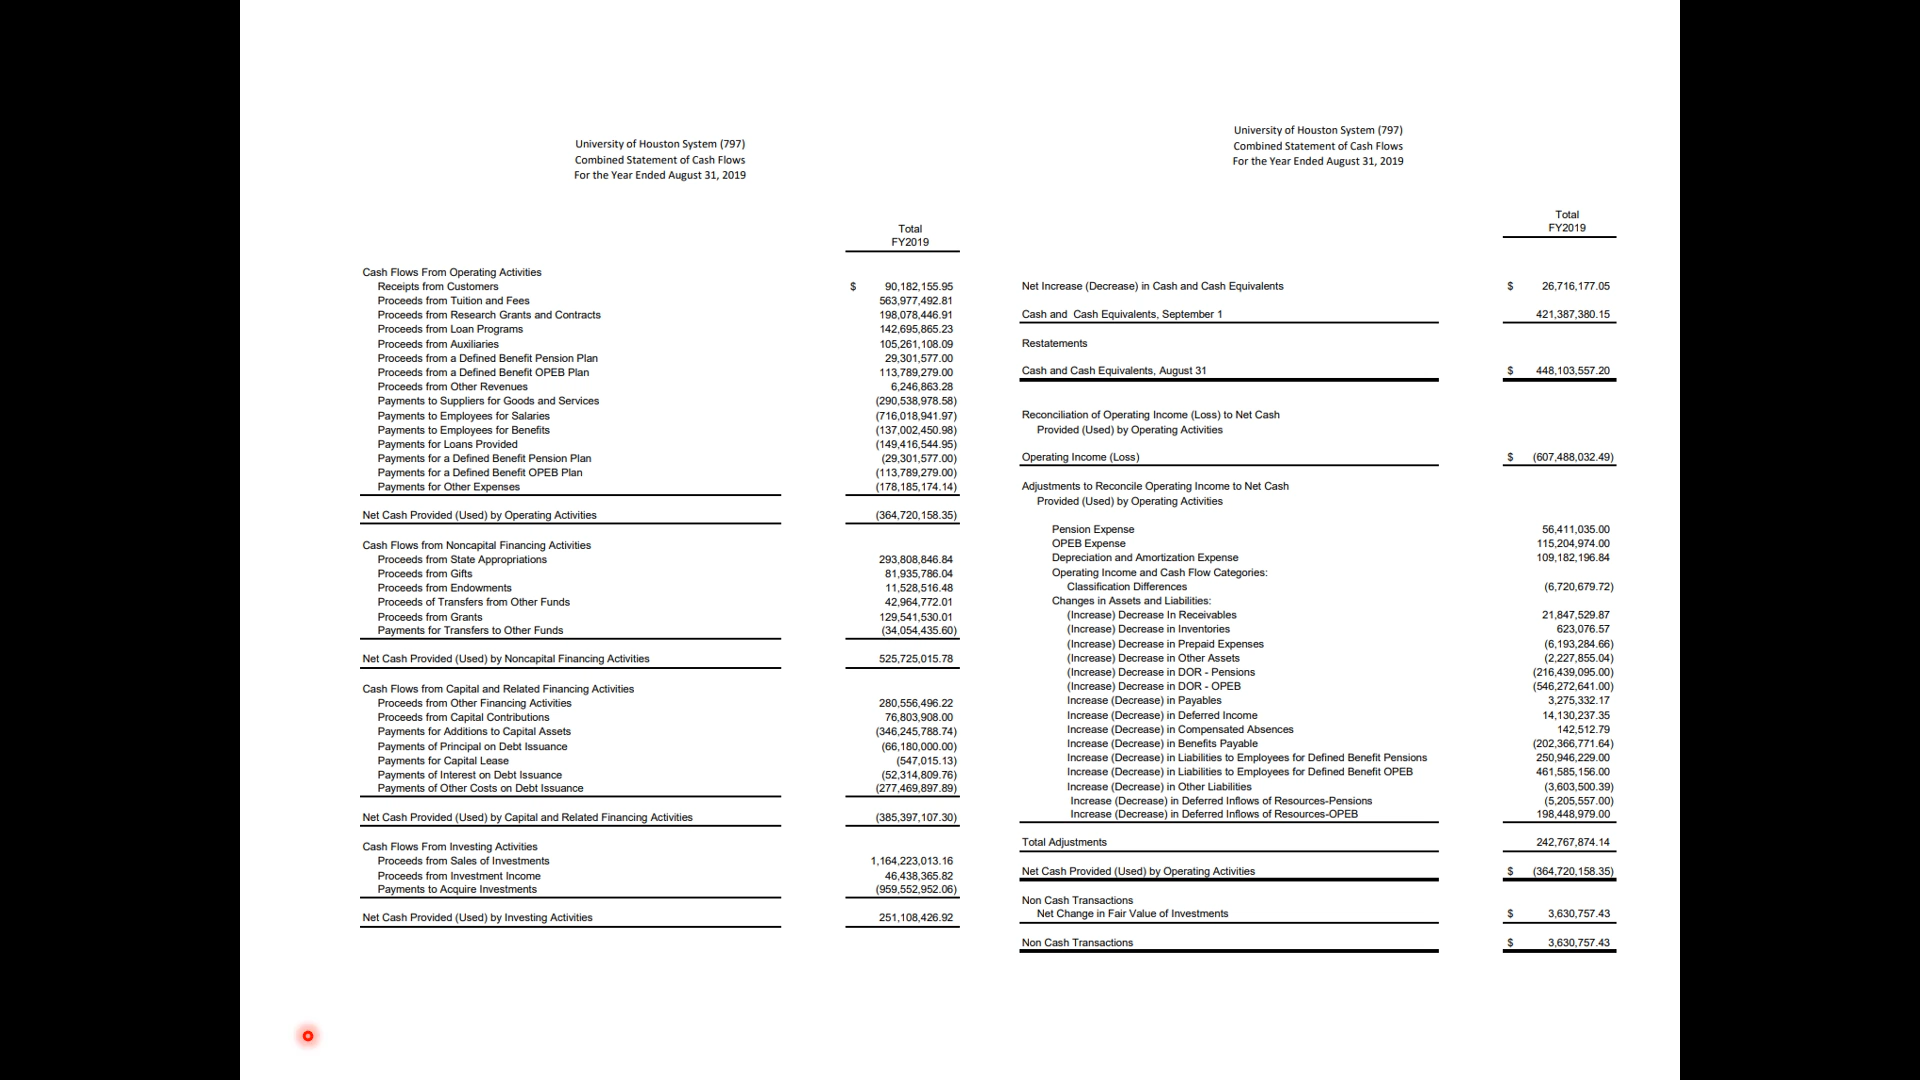 University of Houston System (797)
Combined Statement of Cash Flows
For the Year Ended August 31, 2019
Total
FY2019
Cash Flows From Operating Activities
Receipts from Customers $ 90,182,155.95
Proceeds from Tuition and Fees 563,977,492.81
Proceeds from Research Grants and Contracts 198,078,446.91
Proceeds from Loan Programs 142,695,865.23
Proceeds from Auxiliaries 105,261,108.09
Proceeds from a Defined Benefit Pension Plan 29,301,577.00
Proceeds from a Defined Benefit OPEB Plan 113,789,279.00
Proceeds from Other Revenues 6,246,863.28
Payments to Suppliers for Goods and Services (290,538,978.58)
Payments to Employees for Salaries (716,018,941.97)
Payments to Employees for Benefits (137,002,450.98)
Payments for Loans Provided (149,416,544.95)
Payments for a Defined Benefit Pension Plan (29,301,577.00)
Payments for a Defined Benefit OPEB Plan (113,789,279.00)
Payments for Other Expenses (178,185,174.14)
Net Cash Provided (Used) by Operating Activities (364,720,158.35)
Cash Flows from Noncapital Financing Activities
Proceeds from State Appropriations 293,808,846.84
Proceeds from Gifts 81,935,786.04
Proceeds from Endowments 11,528,516.48
Proceeds of Transfers from Other Funds 42,964,772.01
Proceeds from Grants 129,541,530.01
Payments for Transfers to Other Funds (34,054,435.60)
Net Cash Provided (Used) by Noncapital Financing Activities 525,725,015.78
Cash Flows from Capital and Related Financing Activities
Proceeds from Other Financing Activities 280,556,496.22
Proceeds from Capital Contributions 76,803,908.00
Payments for Additions to Capital Assets (346,245,788.74)
Payments of Principal on Debt Issuance (66,180,000.00)
Payments for Capital Lease (547,015.13)
Payments of Interest on Debt Issuance (52,314,809.76)
Payments of Other Costs on Debt Issuance (277,469,897.89)
Net Cash Provided (Used) by Capital and Related Financing Activities (385,397,107.30)
Cash Flows From Investing Activities
Proceeds from Sales of Investments 1,164,223,013.16
Proceeds from Investment Income 46,438,365.82
Payments to Acquire Investments (959,552,952.06)
Net Cash Provided (Used) by Investing Activities 251,108,426.92
University of Houston System (797)
Combined Statement of Cash Flows
For the Year Ended August 31, 2019
Total
FY2019
Net Increase (Decrease) in Cash and Cash Equivalents $ 26,716,177.05
Cash and Cash Equivalents, September 1 421,387,380.15
Restatements
Cash and Cash Equivalents, August 31 $ 448,103,557.20
Reconciliation of Operating Income (Loss) to Net Cash
Provided (Used) by Operating Activities
Operating Income (Loss) $ (607,488,032.49)
Adjustments to Reconcile Operating Income to Net Cash
Provided (Used) by Operating Activities
Pension Expense 56,411,035.00
OPEB Expense 115,204,974.00
Depreciation and Amortization Expense 109,182,196.84
Operating Income and Cash Flow Categories:
Classification Differences (6,720,679.72)
Changes in Assets and Liabilities:
(Increase) Decrease In Receivables 21,847,529.87
(Increase) Decrease in Inventories 623,076.57
(Increase) Decrease in Prepaid Expenses (6,193,284.66)
(Increase) Decrease in Other Assets (2,227,855.04)
(Increase) Decrease in DOR - Pensions (216,439,095.00)
(Increase) Decrease in DOR - OPEB (546,272,641.00)
Increase (Decrease) in Payables 3,275,332.17
Increase (Decrease) in Deferred Income 14,130,237.35
Increase (Decrease) in Compensated Absences 142,512.79
Increase (Decrease) in Benefits Payable (202,366,771.64)
Increase (Decrease) in Liabilities to Employees for Defined Benefit Pensions 250,946,229.00
Increase (Decrease) in Liabilities to Employees for Defined Benefit OPEB 461,585,156.00
Increase (Decrease) in Other Liabilities (3,603,500.39)
Increase (Decrease) in Deferred Inflows of Resources-Pensions (5,205,557.00)
Increase (Decrease) in Deferred Inflows of Resources-OPEB 198,448,979.00
Total Adjustments 242,767,874.14
Net Cash Provided (Used) by Operating Activities $ (364,720,158.35)
Non Cash Transactions
Net Change in Fair Value of Investments $ 3,630,757.43
Non Cash Transactions $ 3,630,757.43